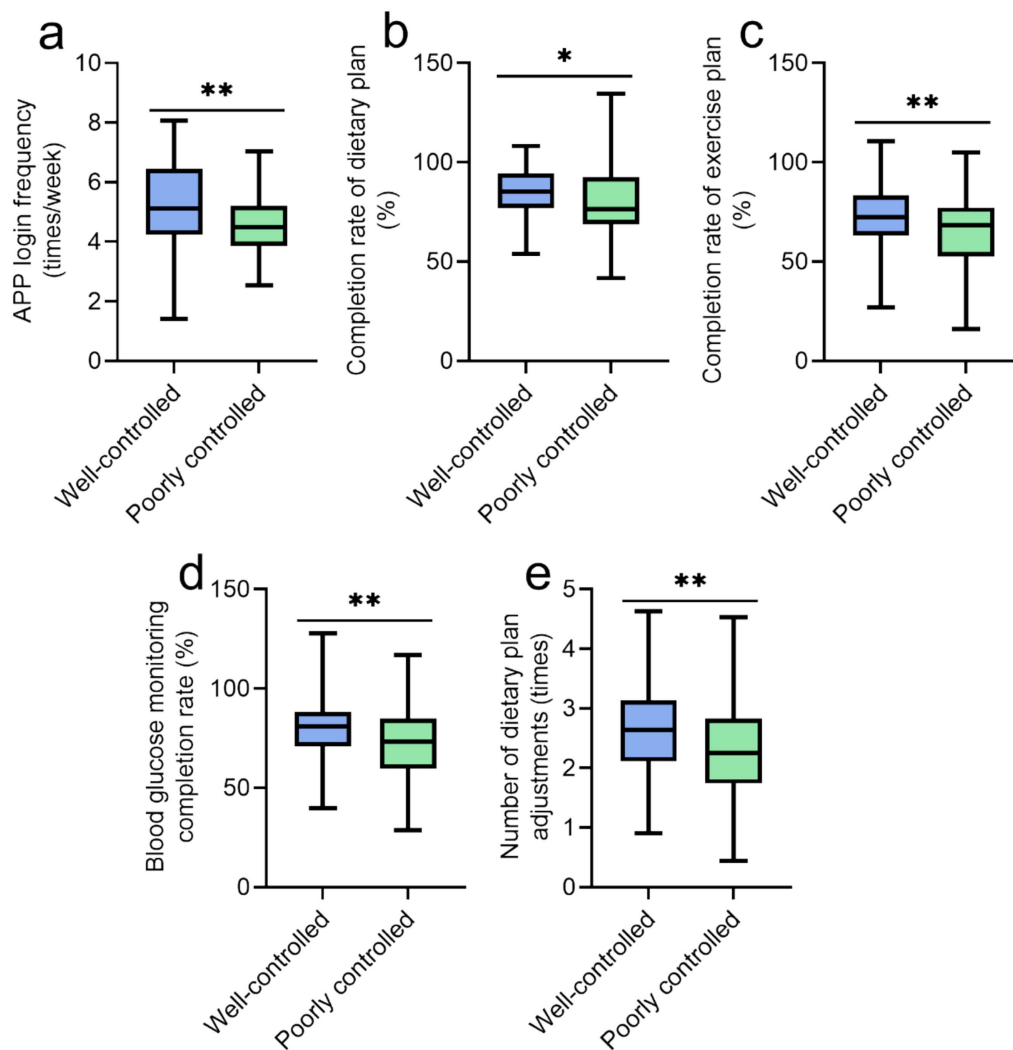 a
APP login frequency
(times/week)
10
8
6
4
2
0
**
Well-controlled
Poorly controlled
b
Completion rate of dietary plan
(%)
150
100
50
0
*
Well-controlled
Poorly controlled
c
Completion rate of exercise plan
(%)
150
100
50
0
**
Well-controlled
Poorly controlled
d
Blood glucose monitoring
completion rate (%)
150
100
50
0
**
Well-controlled
Poorly controlled
e
Number of dietary plan
adjustments (times)
5
4
3
2
1
0
**
Well-controlled
Poorly controlled